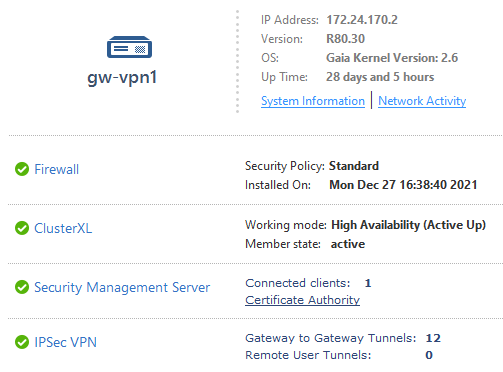 gw-vpn1
IP Address: 172.24.170.2
Version: R80.30
OS: Gaia Kernel Version: 2.6
Up Time: 28 days and 5 hours
System Information | Network Activity
Firewall
Security Policy: Standard
Installed On: Mon Dec 27 16:38:40 2021
ClusterXL
Working mode: High Availability (Active Up)
Member state: active
Security Management Server
Connected clients: 1
Certificate Authority
IPSec VPN
Gateway to Gateway Tunnels: 12
Remote User Tunnels: 0